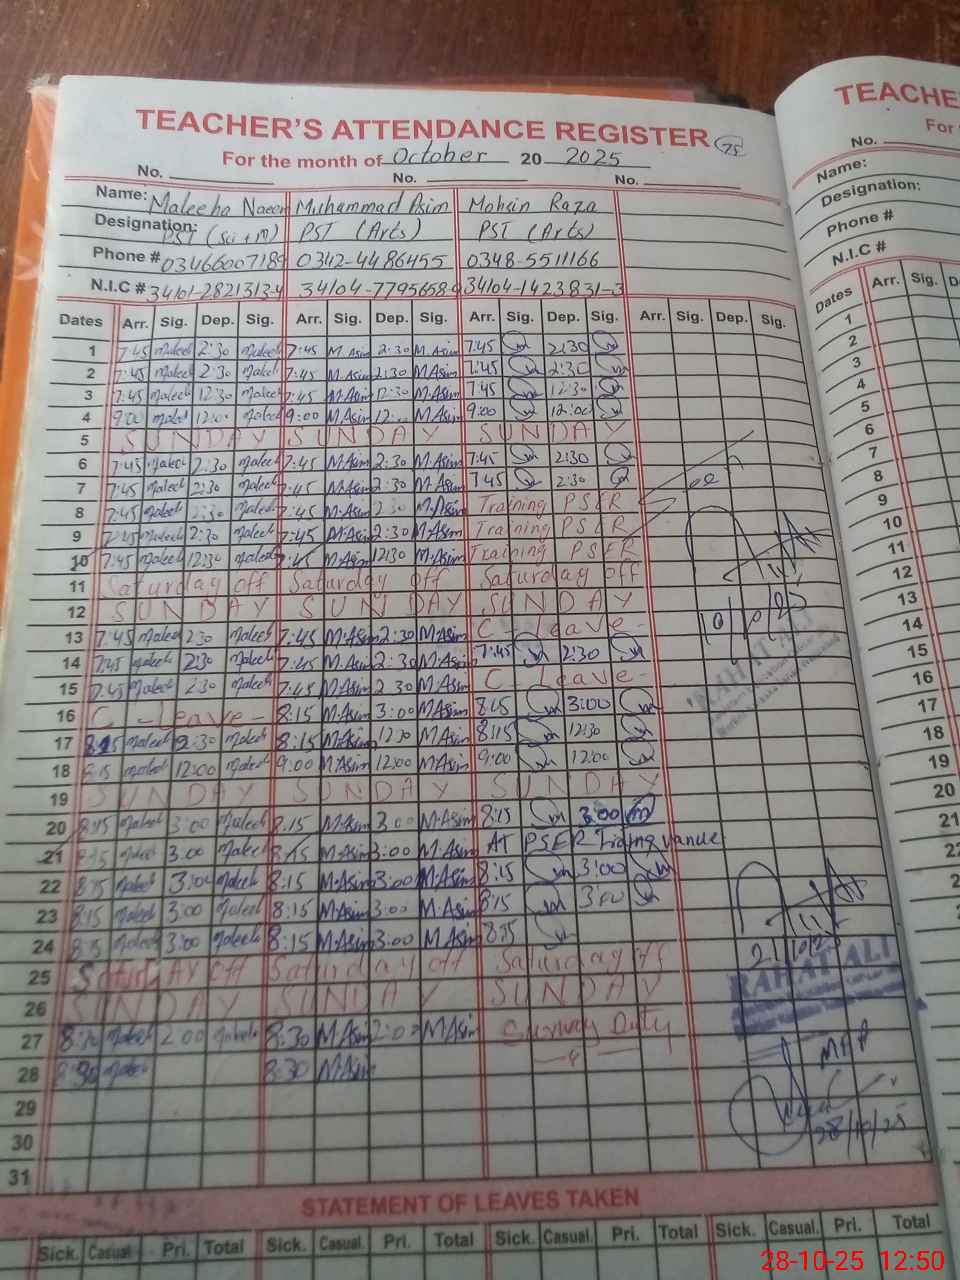 TEACHER'S ATTENDANCE REGISTER 75
For the month of October 20 2025
No. No. No.
Name: Maleeha Naeem Muhammad Asim Mohsin Raza
Designation: PST (Sci + M) PST (Arts) PST (Arts)
Phone # 03466007189 0342-4486455 0348-5511166
N.I.C # 34101-2821313-4 34104-7795658-9 34104-1423831-3
Dates Arr. Sig. Dep. Sig. Arr. Sig. Dep. Sig. Arr. Sig. Dep. Sig. Arr. Sig. Dep. Sig.
1 7:45 Maleeh 2:30 Maleeh 7:45 M.Asim 2:30 M.Asim 7:45 2:30
2 7:45 Maleeh 2:30 Maleeh 7:45 M.Asim 2:30 M.Asim 7:45 2:30
3 7:45 Maleeh 12:30 Maleeh 7:45 M.Asim 12:30 M.Asim 7:45 12:30
4 9:00 Maleeh 12:00 Maleeh 9:00 M.Asim 12:00 M.Asim 9:00 12:00
5 SUNDAY SUNDAY SUNDAY
6 7:45 Maleeh 2:30 Maleeh 7:45 M.Asim 2:30 M.Asim 7:45 2:30
7 7:45 Maleeh 2:30 Maleeh 7:45 M.Asim 2:30 M.Asim 7:45 2:30
8 7:45 Maleeh 2:30 Maleeh 7:45 M.Asim 2:30 M.Asim Training PSER
9 7:45 Maleeh 2:30 Maleeh 7:45 M.Asim 2:30 M.Asim Training PSER
10 7:45 Maleeh 12:30 Maleeh 7:45 M.Asim 12:30 M.Asim Training PSER
11 Saturday off Saturday off Saturday off
12 SUNDAY SUNDAY SUNDAY
13 7:45 Maleeh 2:30 Maleeh 7:45 M.Asim 2:30 M.Asim C - Leave -
14 7:45 Maleeh 2:30 Maleeh 7:45 M.Asim 2:30 M.Asim 7:45 2:30
15 7:45 Maleeh 2:30 Maleeh 7:45 M.Asim 2:30 M.Asim C - Leave -
16 C - Leave - 8:15 M.Asim 3:00 M.Asim 8:15 3:00
17 8:15 Maleeh 2:30 Maleeh 8:15 M.Asim 12:30 M.Asim 8:15 12:30
18 8:15 Maleeh 12:00 Maleeh 9:00 M.Asim 12:00 M.Asim 9:00 12:00
19 SUNDAY SUNDAY SUNDAY
20 8:15 Maleeh 3:00 Maleeh 8:15 M.Asim 3:00 M.Asim 8:15 3:00
21 8:15 Maleeh 3:00 Maleeh 8:15 M.Asim 3:00 M.Asim At PSER Traing vanue
22 8:15 Maleeh 3:00 Maleeh 8:15 M.Asim 3:00 M.Asim 8:15 3:00
23 8:15 Maleeh 3:00 Maleeh 8:15 M.Asim 3:00 M.Asim 8:15 3:00
24 8:15 Maleeh 3:00 Maleeh 8:15 M.Asim 3:00 M.Asim 8:15
25 Saturday off Saturday off Saturday off
26 SUNDAY SUNDAY SUNDAY
27 8:30 Maleeh 2:00 Maleeh 8:30 M.Asim 2:00 M.Asim Survey Duty
28 8:30 Maleeh 8:30 M.Asim
29
30
31
10/10/25
RAHAT ALI
21/10/25
RAHAT ALI
28/10/25
STATEMENT OF LEAVES TAKEN
Sick. Casual. Pri. Total Sick. Casual. Pri. Total Sick. Casual. Pri. Total Sick. Casual. Pri. Total
TEACHE
For
No.
Name:
Designation:
Phone #
N.I.C #
Dates Arr. Sig.
1
2
3
4
5
6
7
8
9
10
11
12
13
14
16
17
18
19
20
21
22
28-10-25 12:50